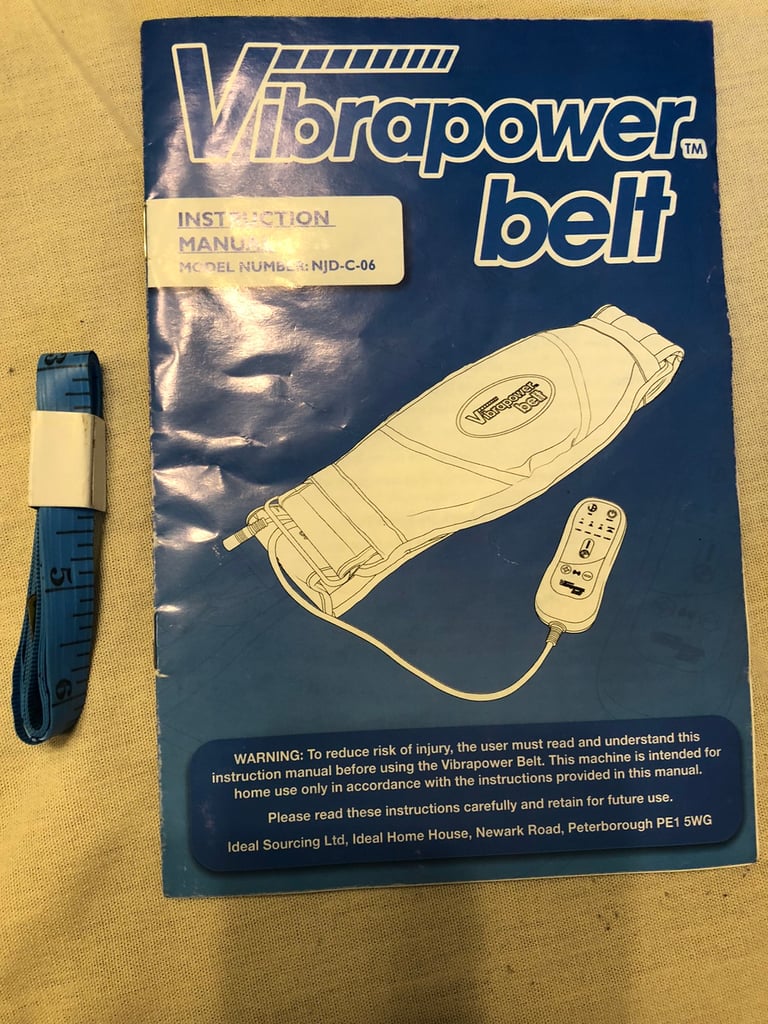 Vibrapower™
belt
INSTRUCTION
MANUAL
MODEL NUMBER: NJD-C-06
Vibrapower
belt
8
5
6
WARNING: To reduce risk of injury, the user must read and understand this
instruction manual before using the Vibrapower Belt. This machine is intended for
home use only in accordance with the instructions provided in this manual.
Please read these instructions carefully and retain for future use.
Ideal Sourcing Ltd, Ideal Home House, Newark Road, Peterborough PE1 5WG